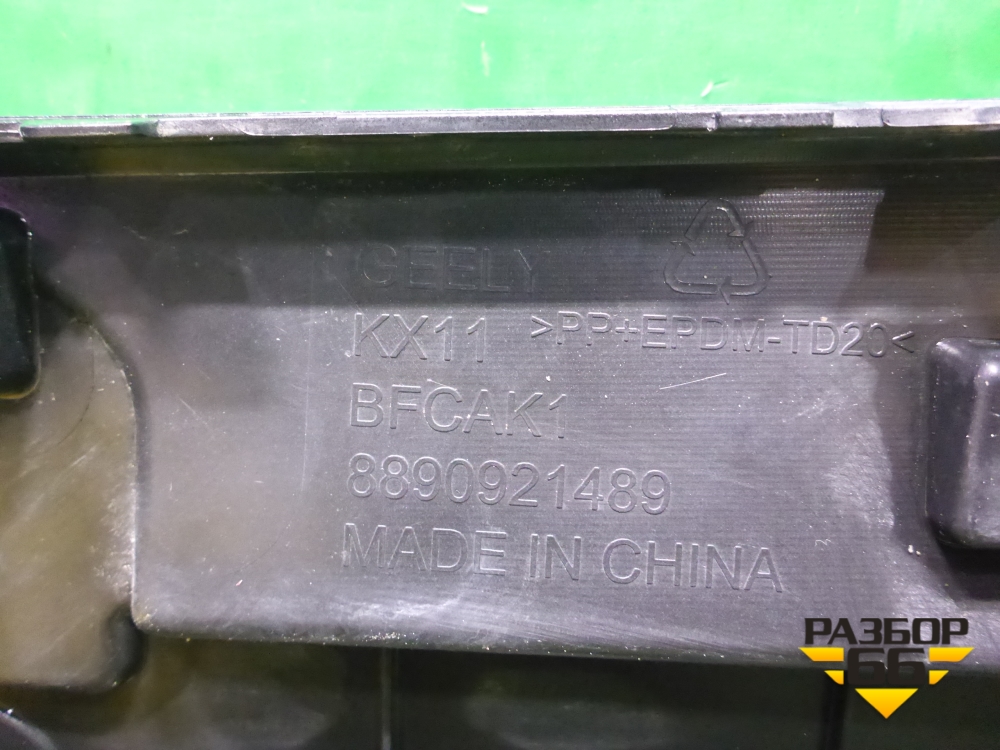 GEELY
KX11 >PP+EPDM-TD20<
BFCAK1
8890921489
MADE IN CHINA
РАЗБОР
66